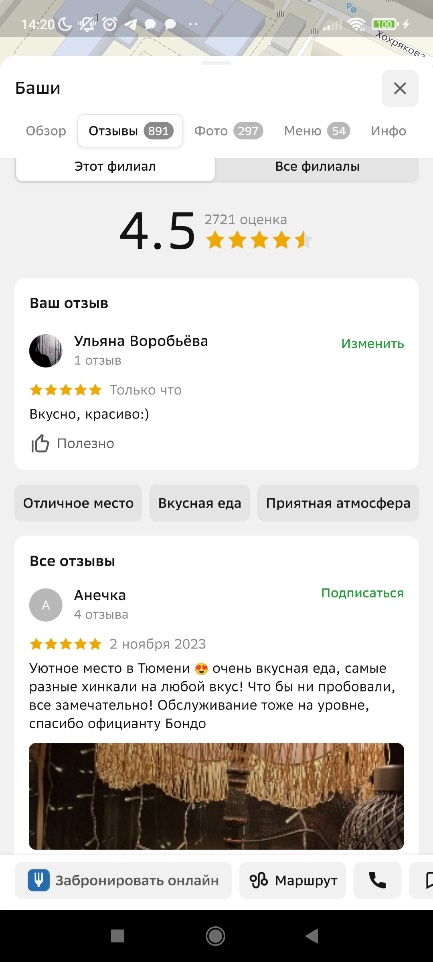 14:20
100
Хохрякова
Баши
Обзор Отзывы 891 Фото 297 Меню 54 Инфо
Этот филиал Все филиалы
4.5 2721 оценка
Ваш отзыв
Ульяна Воробьёва
1 отзыв
Изменить
Только что
Вкусно, красиво:)
Полезно
Отличное место Вкусная еда Приятная атмосфера
Все отзывы
А
Анечка
4 отзыва
Подписаться
2 ноября 2023
Уютное место в Тюмени 😍 очень вкусная еда, самые
разные хинкали на любой вкус! Что бы ни пробовали,
все замечательно! Обслуживание тоже на уровне,
спасибо официанту Бондо
Забронировать онлайн Маршрут